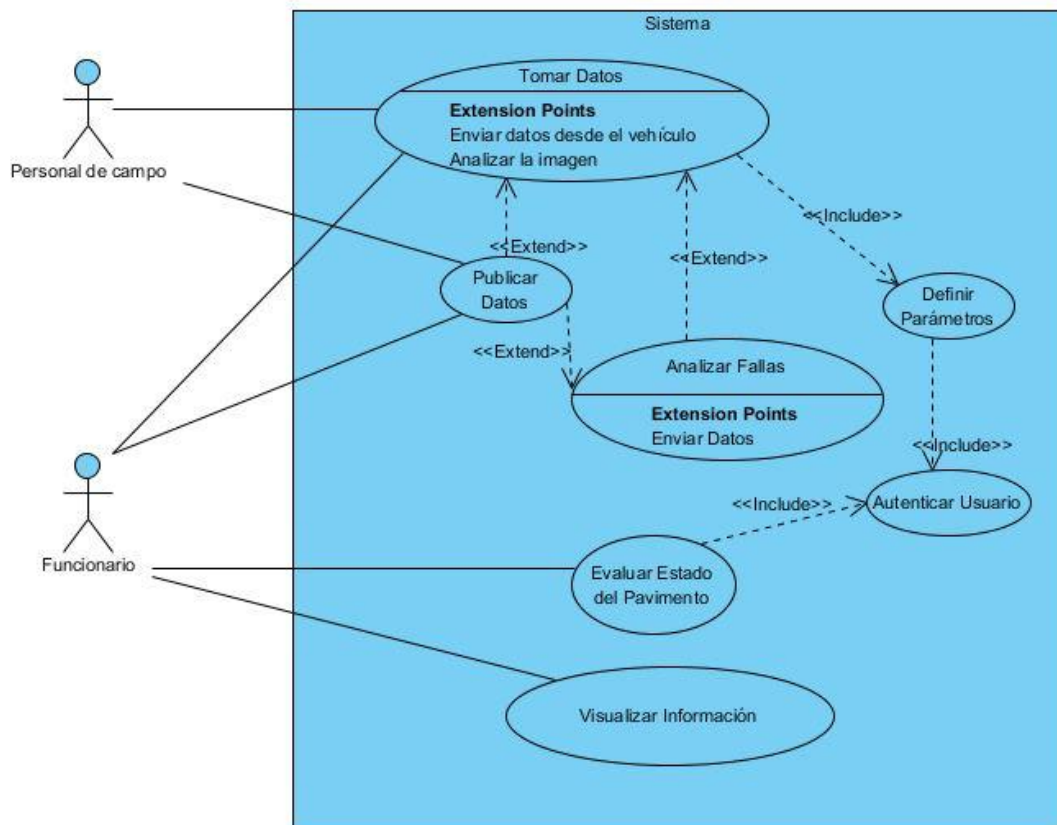 Sistema
Tomar Datos
Extension Points
Enviar datos desde el vehículo
Analizar la imagen
Personal de campo
<<Include>>
<<Extend>>
<<Extend>>
Publicar
Datos
Definir
Parámetros
<<Extend>>
Analizar Fallas
Extension Points
Enviar Datos
<<Include>>
Autenticar Usuario
<<Include>>
Funcionario
Evaluar Estado
del Pavimento
Visualizar Información